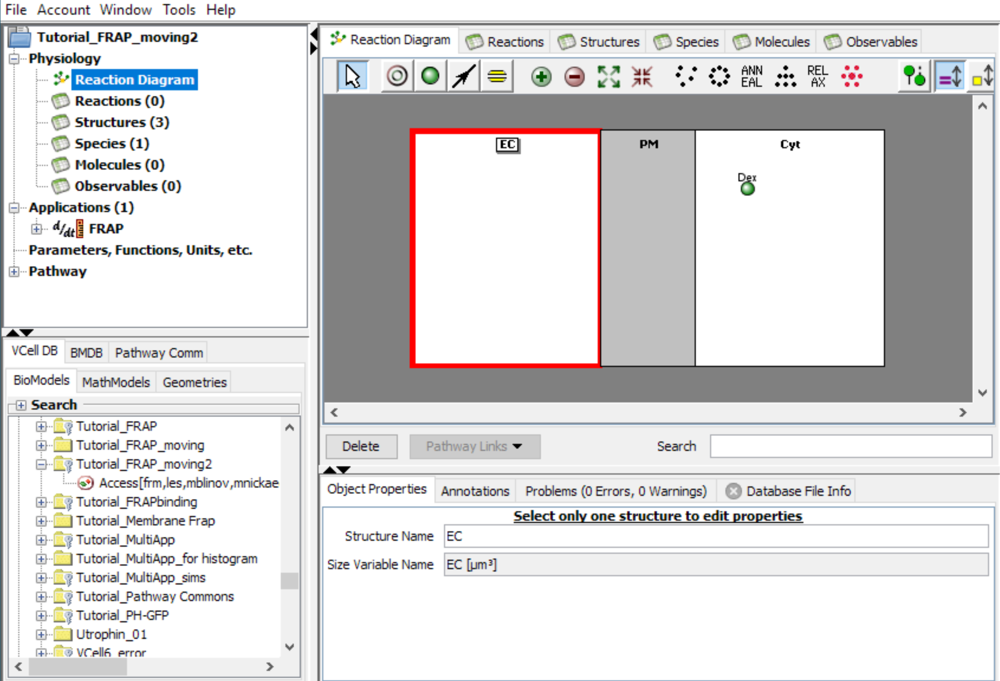 File Account Window Tools Help
Tutorial_FRAP_moving2
Physiology
Reaction Diagram
Reactions (0)
Structures (3)
Species (1)
Molecules (0)
Observables (0)
Applications (1)
d/dt FRAP
Parameters, Functions, Units, etc.
Pathway
VCell DB BMDB Pathway Comm
BioModels MathModels Geometries
Search
Tutorial_FRAP
Tutorial_FRAP_moving
Tutorial_FRAP_moving2
Access[frm,les,mblinov,mnickae
Tutorial_FRAPbinding
Tutorial_Membrane Frap
Tutorial_MultiApp
Tutorial_MultiApp_for histogram
Tutorial_MultiApp_sims
Tutorial_Pathway Commons
Tutorial_PH-GFP
Utrophin_01
VCell6_error
Reaction Diagram Reactions Structures Species Molecules Observables
ANN EAL REL AX
EC PM Cyt
Dex
Delete Pathway Links Search
Object Properties Annotations Problems (0 Errors, 0 Warnings) Database File Info
Select only one structure to edit properties
Structure Name EC
Size Variable Name EC [µm³]